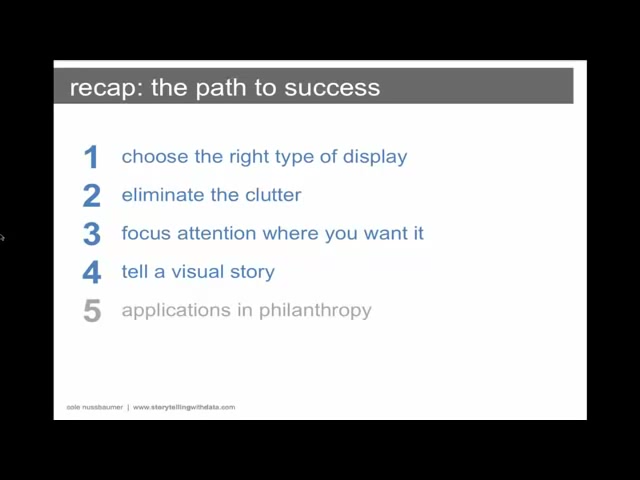 recap: the path to success
1 choose the right type of display
2 eliminate the clutter
3 focus attention where you want it
4 tell a visual story
5 applications in philanthropy
cole nussbaumer | www.storytellingwithdata.com